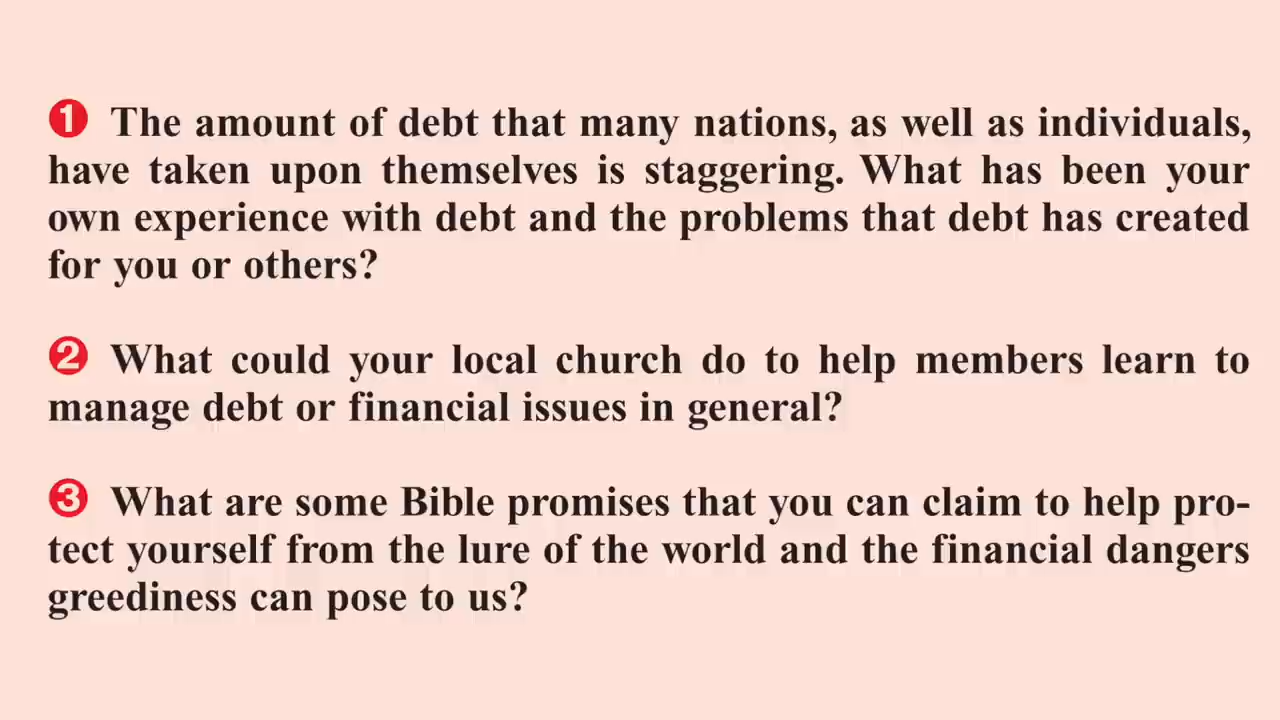 ❶ The amount of debt that many nations, as well as individuals,
have taken upon themselves is staggering. What has been your
own experience with debt and the problems that debt has created
for you or others?
❷ What could your local church do to help members learn to
manage debt or financial issues in general?
❸ What are some Bible promises that you can claim to help pro-
tect yourself from the lure of the world and the financial dangers
greediness can pose to us?